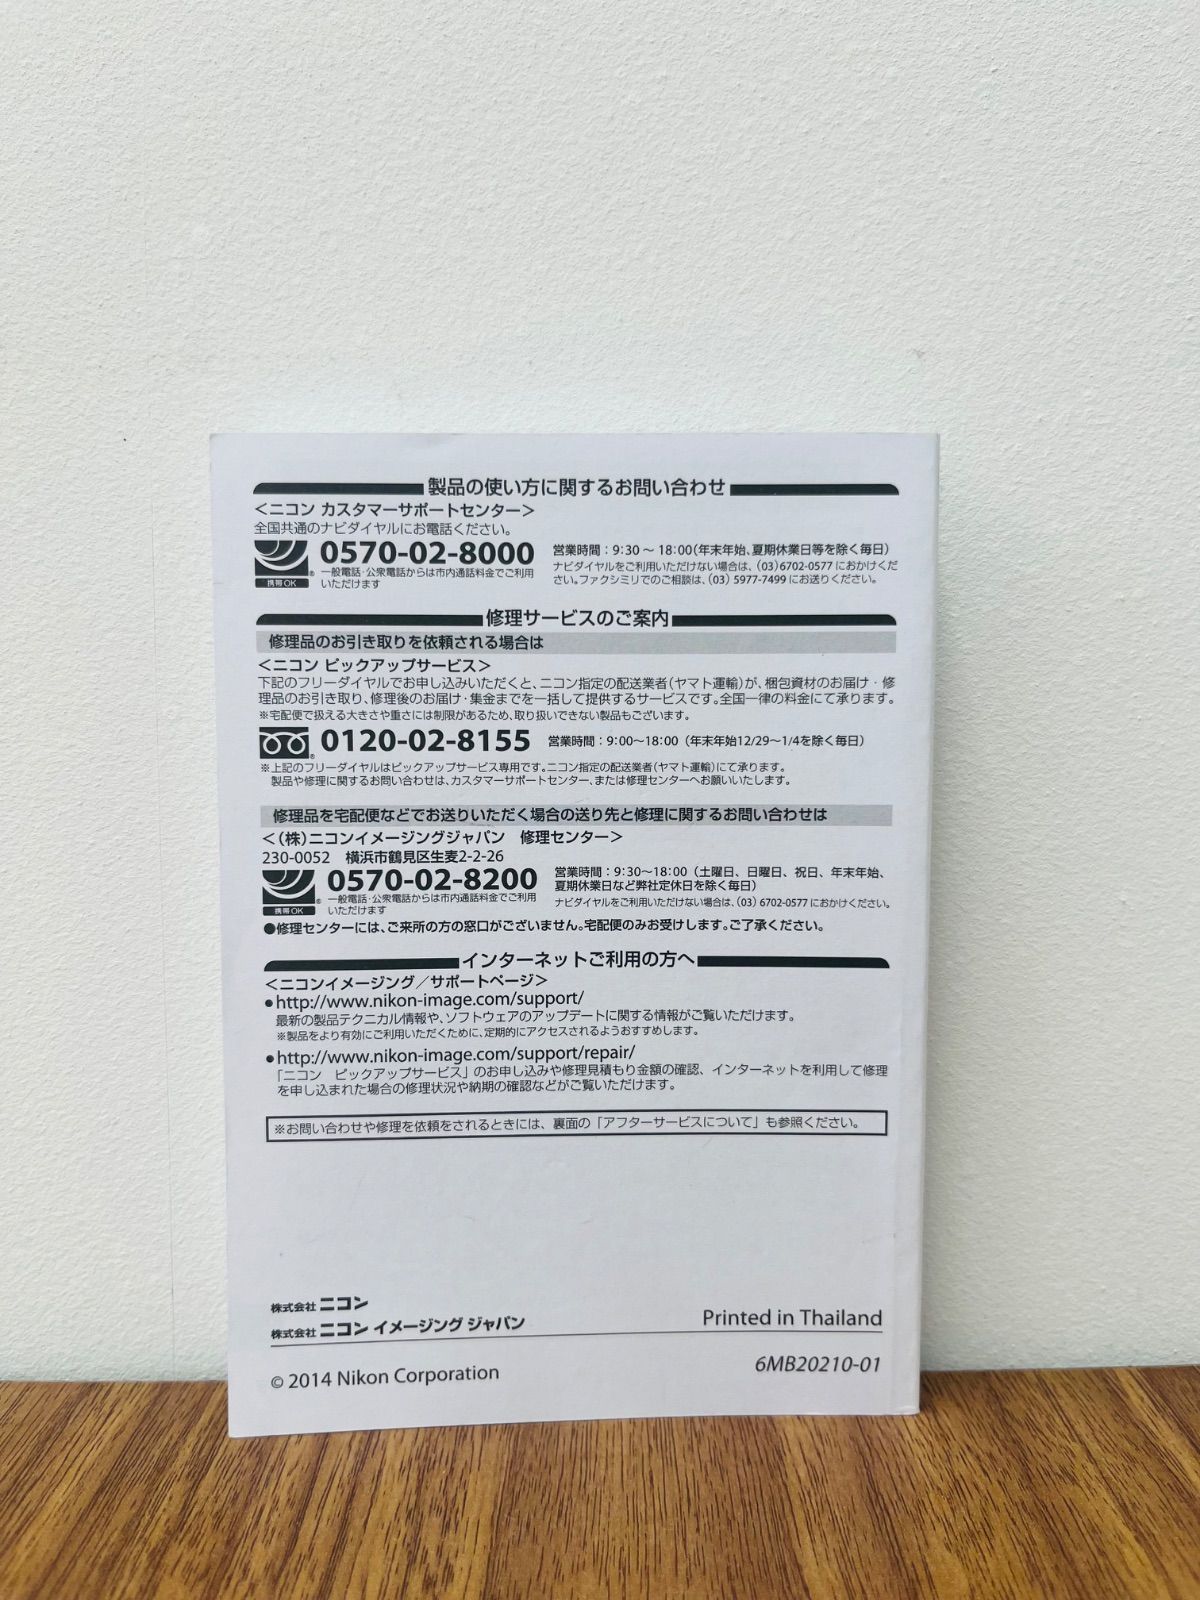 製品の使い方に関するお問い合わせ
＜ニコン カスタマーサポートセンター＞
全国共通のナビダイヤルにお電話ください。
携帯OK
0570-02-8000
一般電話・公衆電話からは市内通話料金でご利用
いただけます
営業時間：9:30 ～ 18:00（年末年始、夏期休業日等を除く毎日）
ナビダイヤルをご利用いただけない場合は、（03）6702-0577 におかけくだ
さい。ファクシミリでのご相談は、（03）5977-7499 にお送りください。
修理サービスのご案内
修理品のお引き取りを依頼される場合は
＜ニコン ピックアップサービス＞
下記のフリーダイヤルでお申し込みいただくと、ニコン指定の配送業者（ヤマト運輸）が、梱包資材のお届け・修
理品のお引き取り、修理後のお届け・集金までを一括して提供するサービスです。全国一律の料金にて承ります。
※宅配便で扱える大きさや重さには制限があるため、取り扱いできない製品もございます。
0120-02-8155
営業時間：9:00～18:00（年末年始12/29～1/4を除く毎日）
※上記のフリーダイヤルはピックアップサービス専用です。ニコン指定の配送業者（ヤマト運輸）にて承ります。
製品や修理に関するお問い合わせは、カスタマーサポートセンター、または修理センターへお願いいたします。
修理品を宅配便などでお送りいただく場合の送り先と修理に関するお問い合わせは
＜（株）ニコンイメージングジャパン　修理センター＞
230-0052　横浜市鶴見区生麦2-2-26
携帯OK
0570-02-8200
一般電話・公衆電話からは市内通話料金でご利用
いただけます
営業時間：9:30～18:00（土曜日、日曜日、祝日、年末年始、
夏期休業日など弊社定休日を除く毎日）
ナビダイヤルをご利用いただけない場合は、（03）6702-0577 におかけください。
●修理センターには、ご来所の方の窓口がございません。宅配便のみお受けします。ご了承ください。
インターネットご利用の方へ
＜ニコンイメージング／サポートページ＞
●http://www.nikon-image.com/support/
最新の製品テクニカル情報や、ソフトウェアのアップデートに関する情報がご覧いただけます。
※製品をより有効にご利用いただくために、定期的にアクセスされるようおすすめします。
●http://www.nikon-image.com/support/repair/
「ニコン　ピックアップサービス」のお申し込みや修理見積もり金額の確認、インターネットを利用して修理
を申し込まれた場合の修理状況や納期の確認などがご覧いただけます。
※お問い合わせや修理を依頼をされるときには、裏面の「アフターサービスについて」も参照ください。
株式会社 ニコン
株式会社 ニコン イメージング ジャパン
Printed in Thailand
© 2014 Nikon Corporation
6MB20210-01